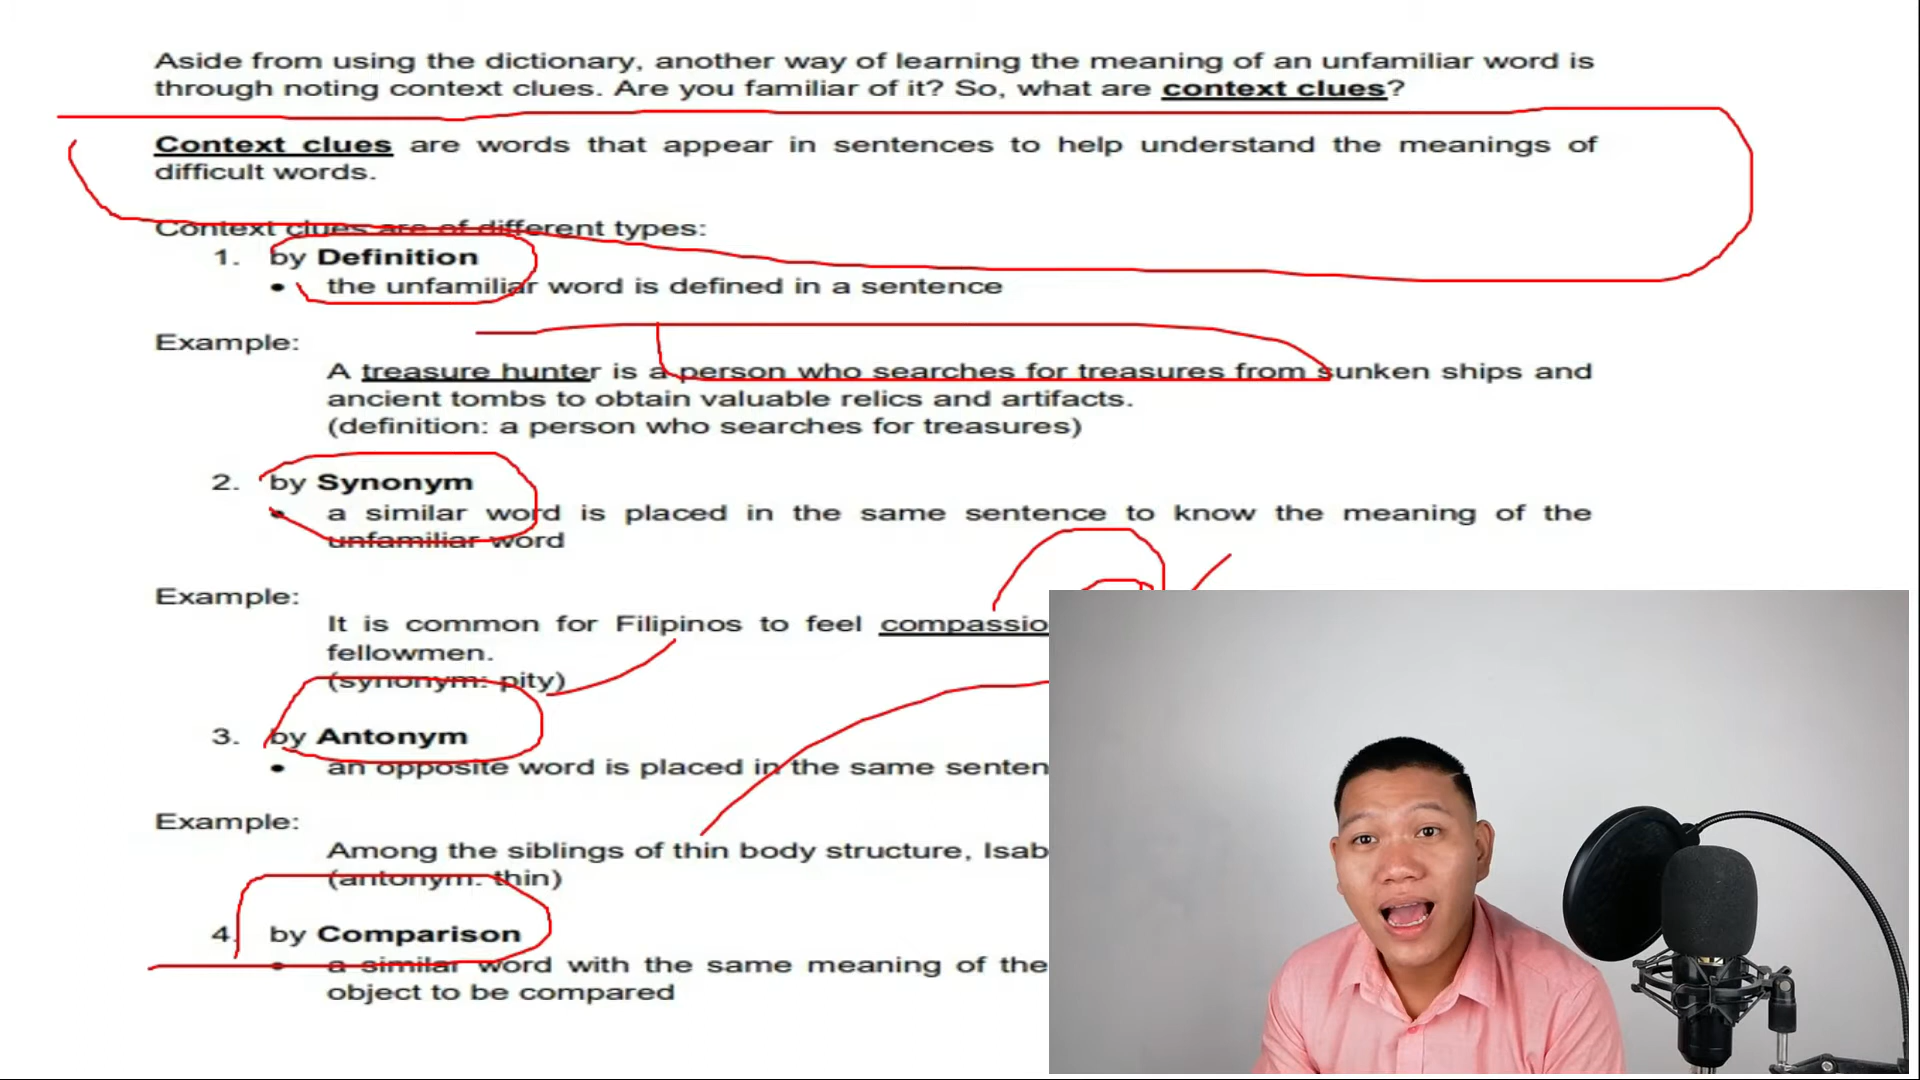 Aside from using the dictionary, another way of learning the meaning of an unfamiliar word is
through noting context clues. Are you familiar of it? So, what are context clues?
Context clues are words that appear in sentences to help understand the meanings of
difficult words.
Context clues are of different types:
1. by Definition
• the unfamiliar word is defined in a sentence
Example:
A treasure hunter is a person who searches for treasures from sunken ships and
ancient tombs to obtain valuable relics and artifacts.
(definition: a person who searches for treasures)
2. by Synonym
• a similar word is placed in the same sentence to know the meaning of the
unfamiliar word
Example:
It is common for Filipinos to feel
fellowmen.
(synonym: pity)
3. by Antonym
• an opposite word is placed in the same
Example:
Among the siblings of thin body structure,
(antonym: thin)
4. by Comparison
• a similar word with the same meaning of the
object to be compared